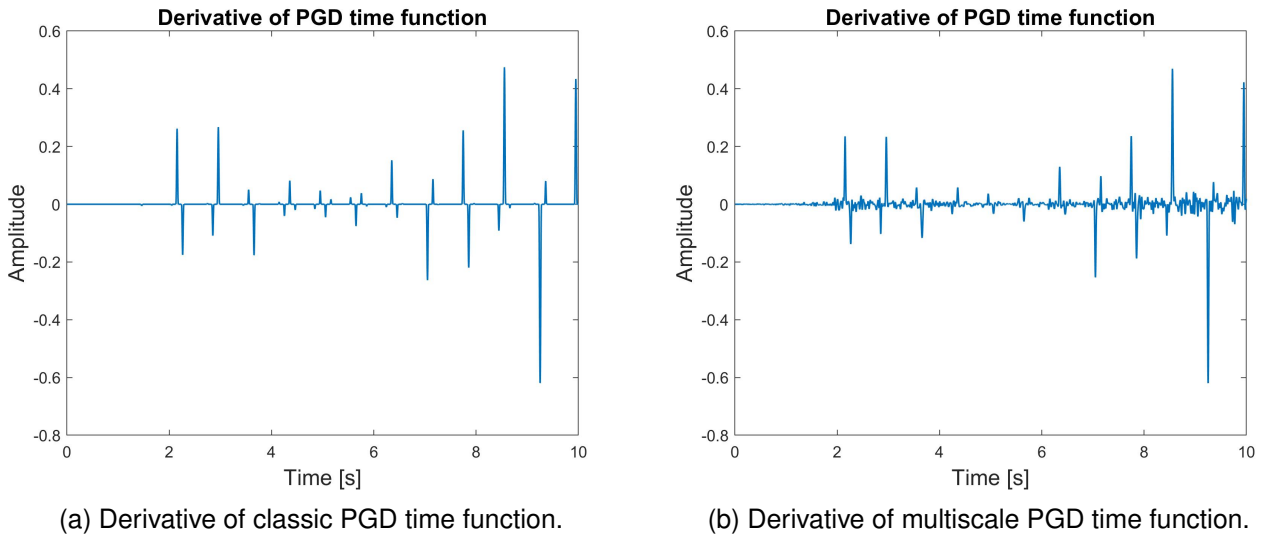 Derivative of PGD time function
0.6
0.4
0.2
0
-0.2
-0.4
-0.6
-0.8
Amplitude
0 2 4 6 8 10
Time [s]
(a) Derivative of classic PGD time function.
Derivative of PGD time function
0.6
0.4
0.2
0
-0.2
-0.4
-0.6
-0.8
Amplitude
0 2 4 6 8 10
Time [s]
(b) Derivative of multiscale PGD time function.